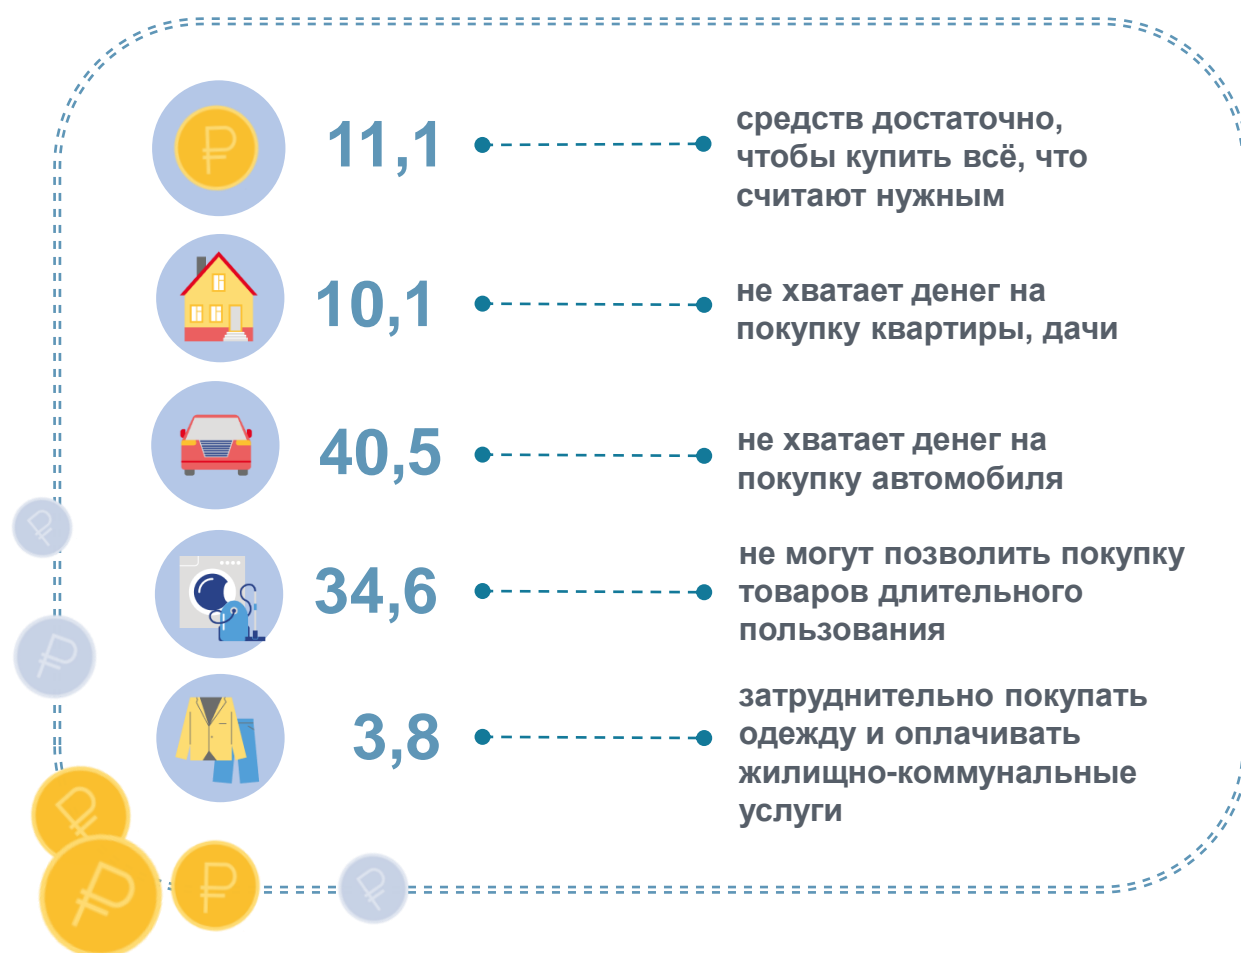 11,1
средств достаточно,
чтобы купить всё, что
считают нужным
10,1
не хватает денег на
покупку квартиры, дачи
40,5
не хватает денег на
покупку автомобиля
34,6
не могут позволить покупку
товаров длительного
пользования
3,8
затруднительно покупать
одежду и оплачивать
жилищно-коммунальные
услуги